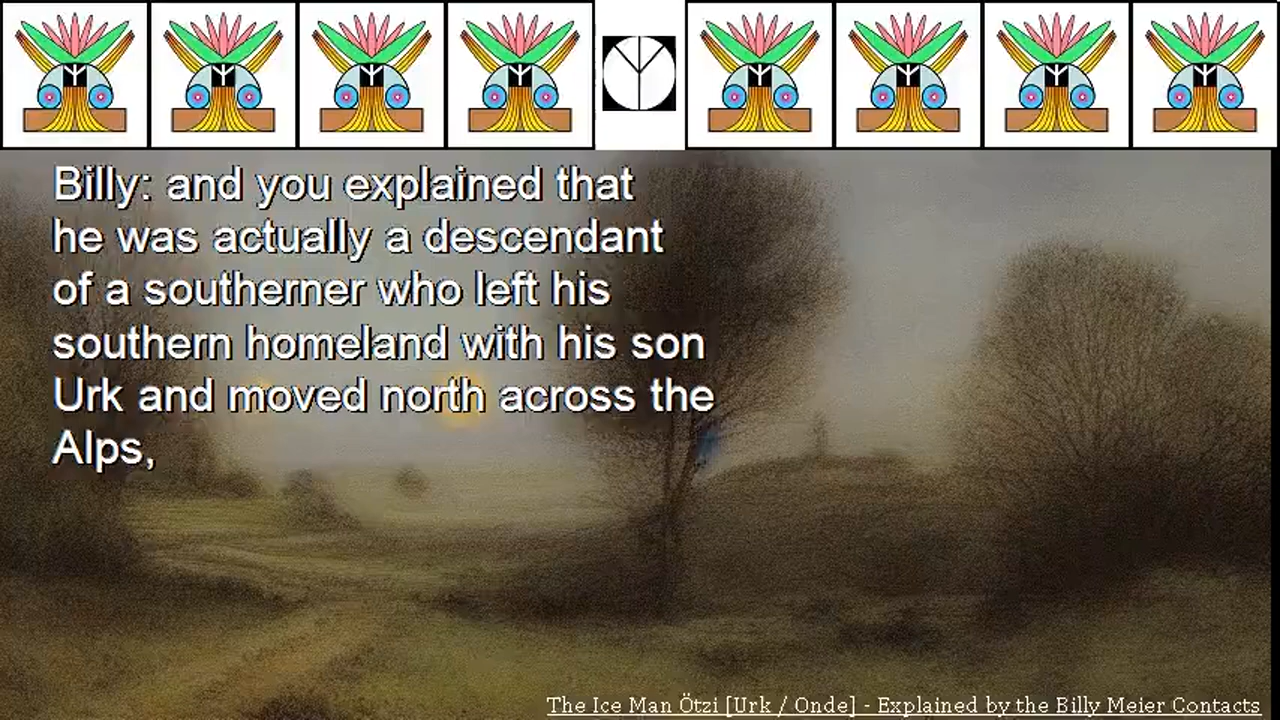 Billy: and you explained that
he was actually a descendant
of a southerner who left his
southern homeland with his son
Urk and moved north across the
Alps,
The Ice Man Ötzi [Urk / Onde] - Explained by the Billy Meier Contacts